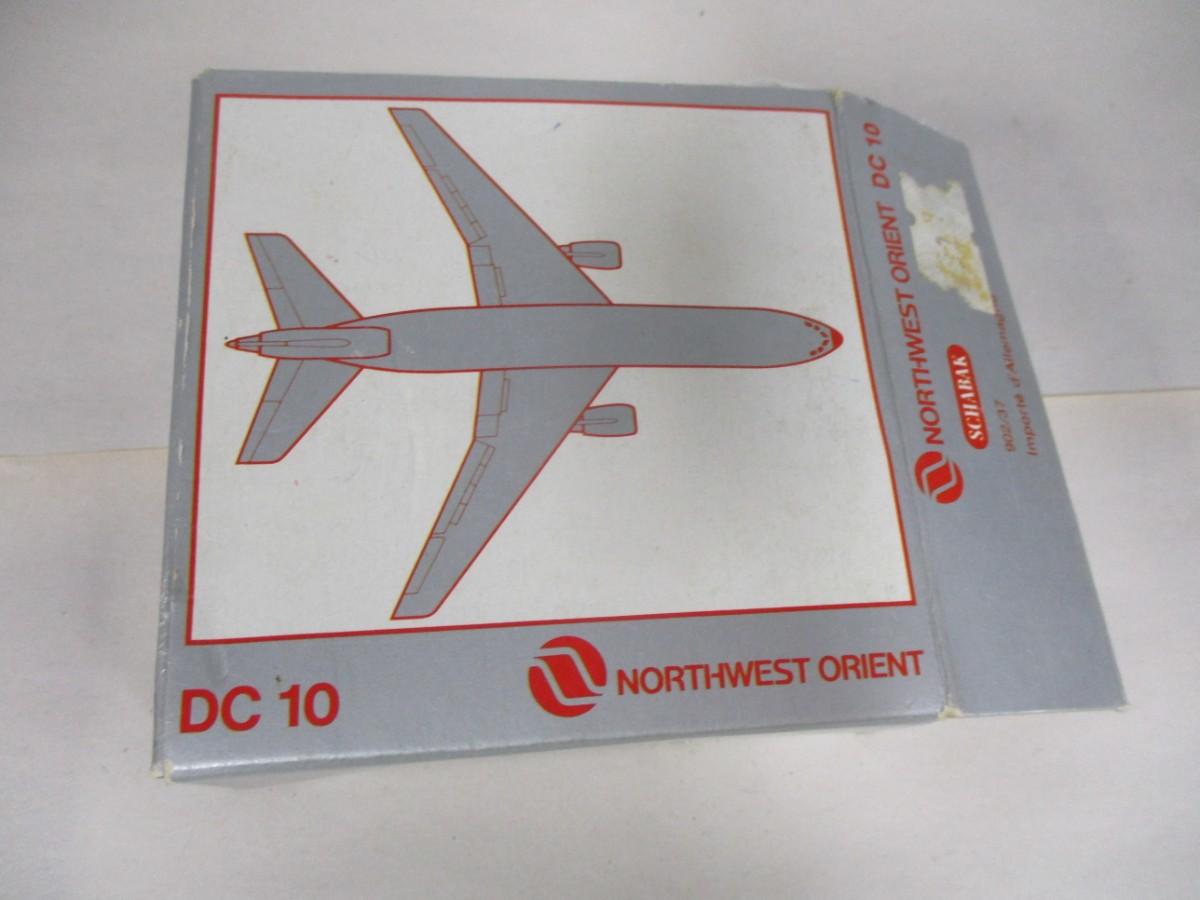 DC 10
NORTHWEST ORIENT
NORTHWEST ORIENT DC 10
SCHABAK
902/37
Importé d'Allemagne